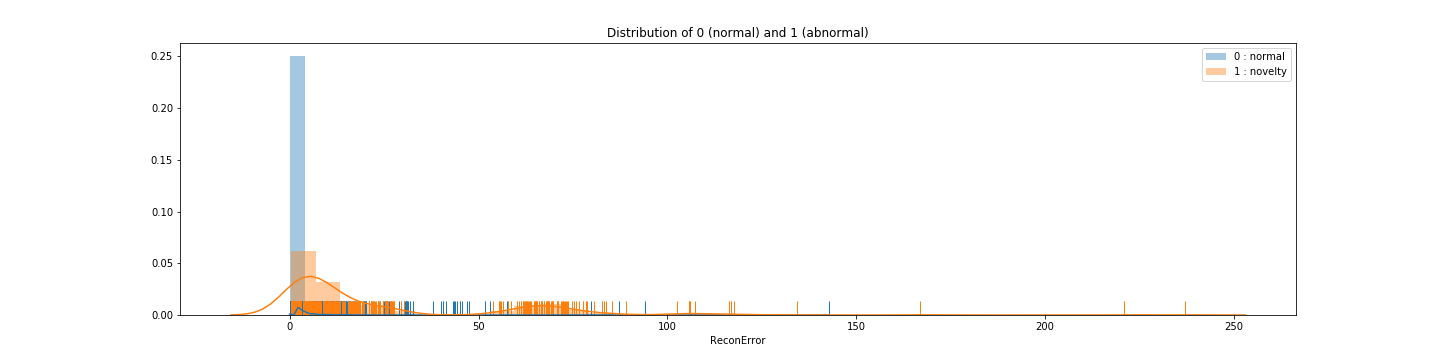 Distribution of 0 (normal) and 1 (abnormal)
0 : normal
1 : novelty
0.25
0.20
0.15
0.10
0.05
0.00
0 50 100 150 200 250
ReconError